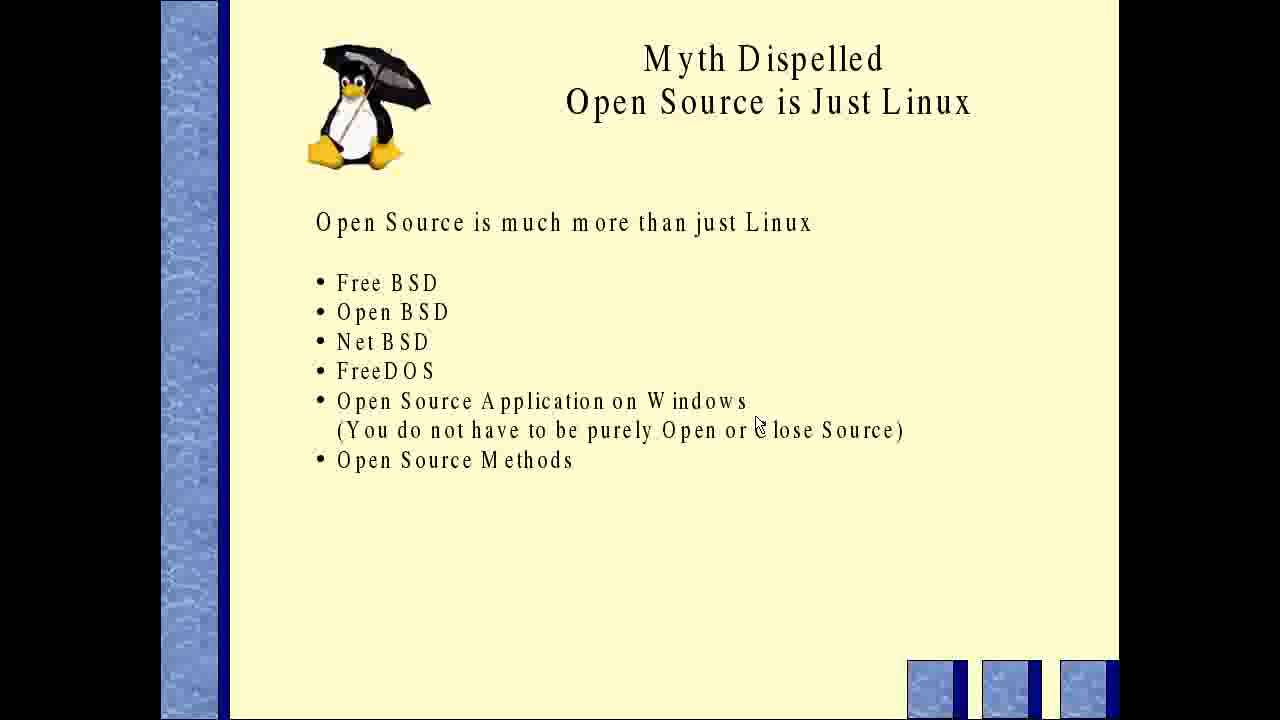 Myth Dispelled
Open Source is Just Linux
Open Source is much more than just Linux
• Free BSD
• Open BSD
• Net BSD
• FreeDOS
• Open Source Application on Windows
(You do not have to be purely Open or Close Source)
• Open Source Methods